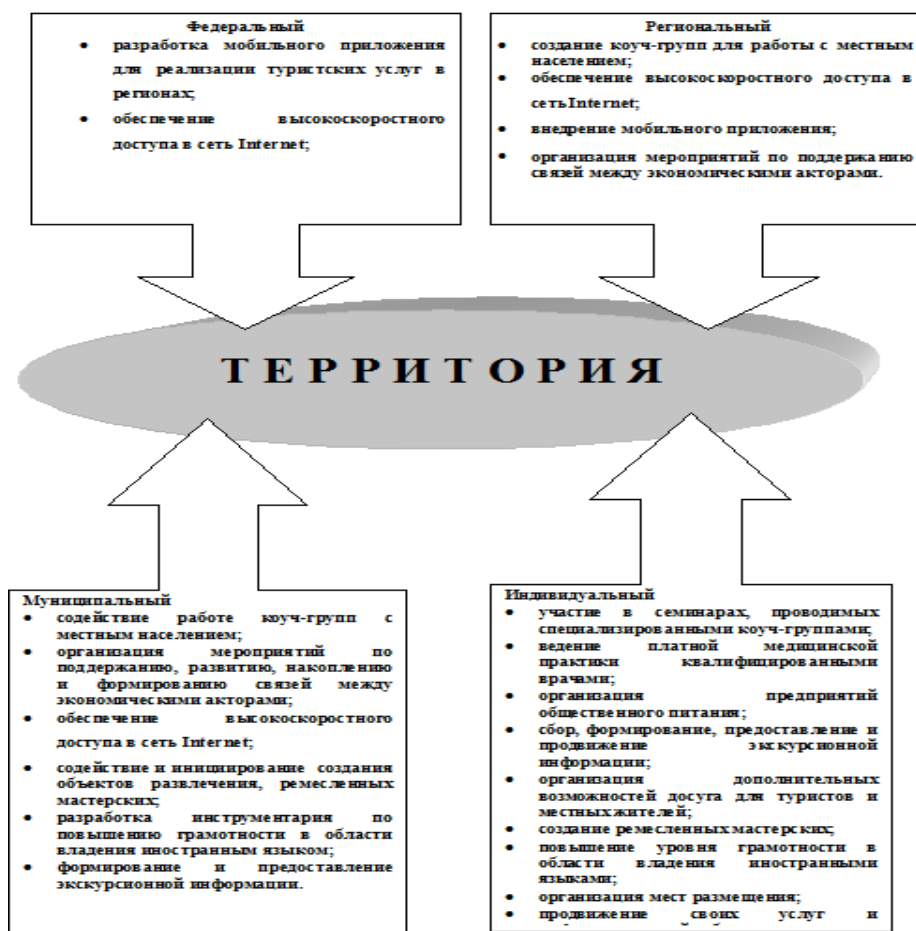 Федеральный
• разработка мобильного приложения
для реализации туристских услуг в
регионах;
• обеспечение высокоскоростного
доступа в сеть Internet;
Региональный
• создание коуч-групп для работы с местным
населением;
• обеспечение высокоскоростного доступа в
сеть Internet;
• внедрение мобильного приложения;
• организация мероприятий по поддержанию
связей между экономическими акторами.
ТЕРРИТОРИЯ
Муниципальный
• содействие работе коуч-групп с
местным населением;
• организация мероприятий по
поддержанию, развитию, накоплению
и формированию связей между
экономическими акторами;
• обеспечение высокоскоростного
доступа в сеть Internet;
• содействие и инициирование создания
объектов развлечения, ремесленных
мастерских;
• разработка инструментария по
повышению грамотности в области
владения иностранным языком;
• формирование и предоставление
экскурсионной информации.
Индивидуальный
• участие в семинарах, проводимых
специализированными коуч-группами;
• ведение платной медицинской
практики квалифицированными
врачами;
• организация предприятий
общественного питания;
• сбор, формирование, предоставление и
продвижение экскурсионной
информации;
• организация дополнительных
возможностей досуга для туристов и
местных жителей;
• создание ремесленных мастерских;
• повышение уровня грамотности в
области владения иностранными
языками;
• организация мест размещения;
• продвижение своих услуг и